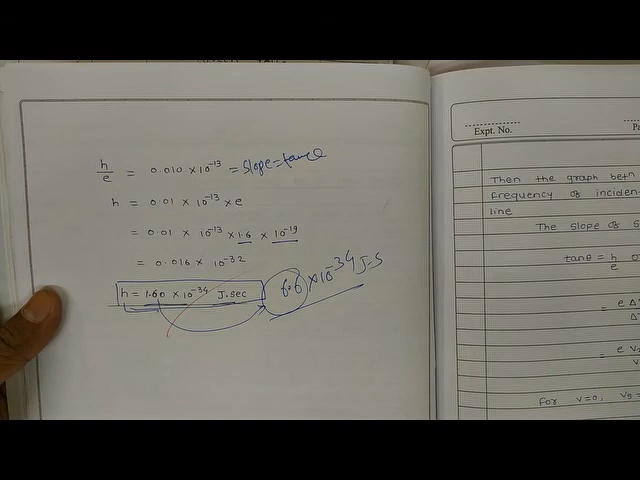 h/e = 0.010 × 10⁻¹³ = Slope = tanθ
h = 0.01 × 10⁻¹³ × e
= 0.01 × 10⁻¹³ × 1.6 × 10⁻¹⁹
= 0.016 × 10⁻³²
h = 1.60 × 10⁻³⁴ J.sec
6.6 × 10⁻³⁴ J-S
Expt. No.
Then the graph betn
frequency of inciden
line
The slope of s
tanθ = h/e
= e Δ
= e V₂
For ν=0, Vs =